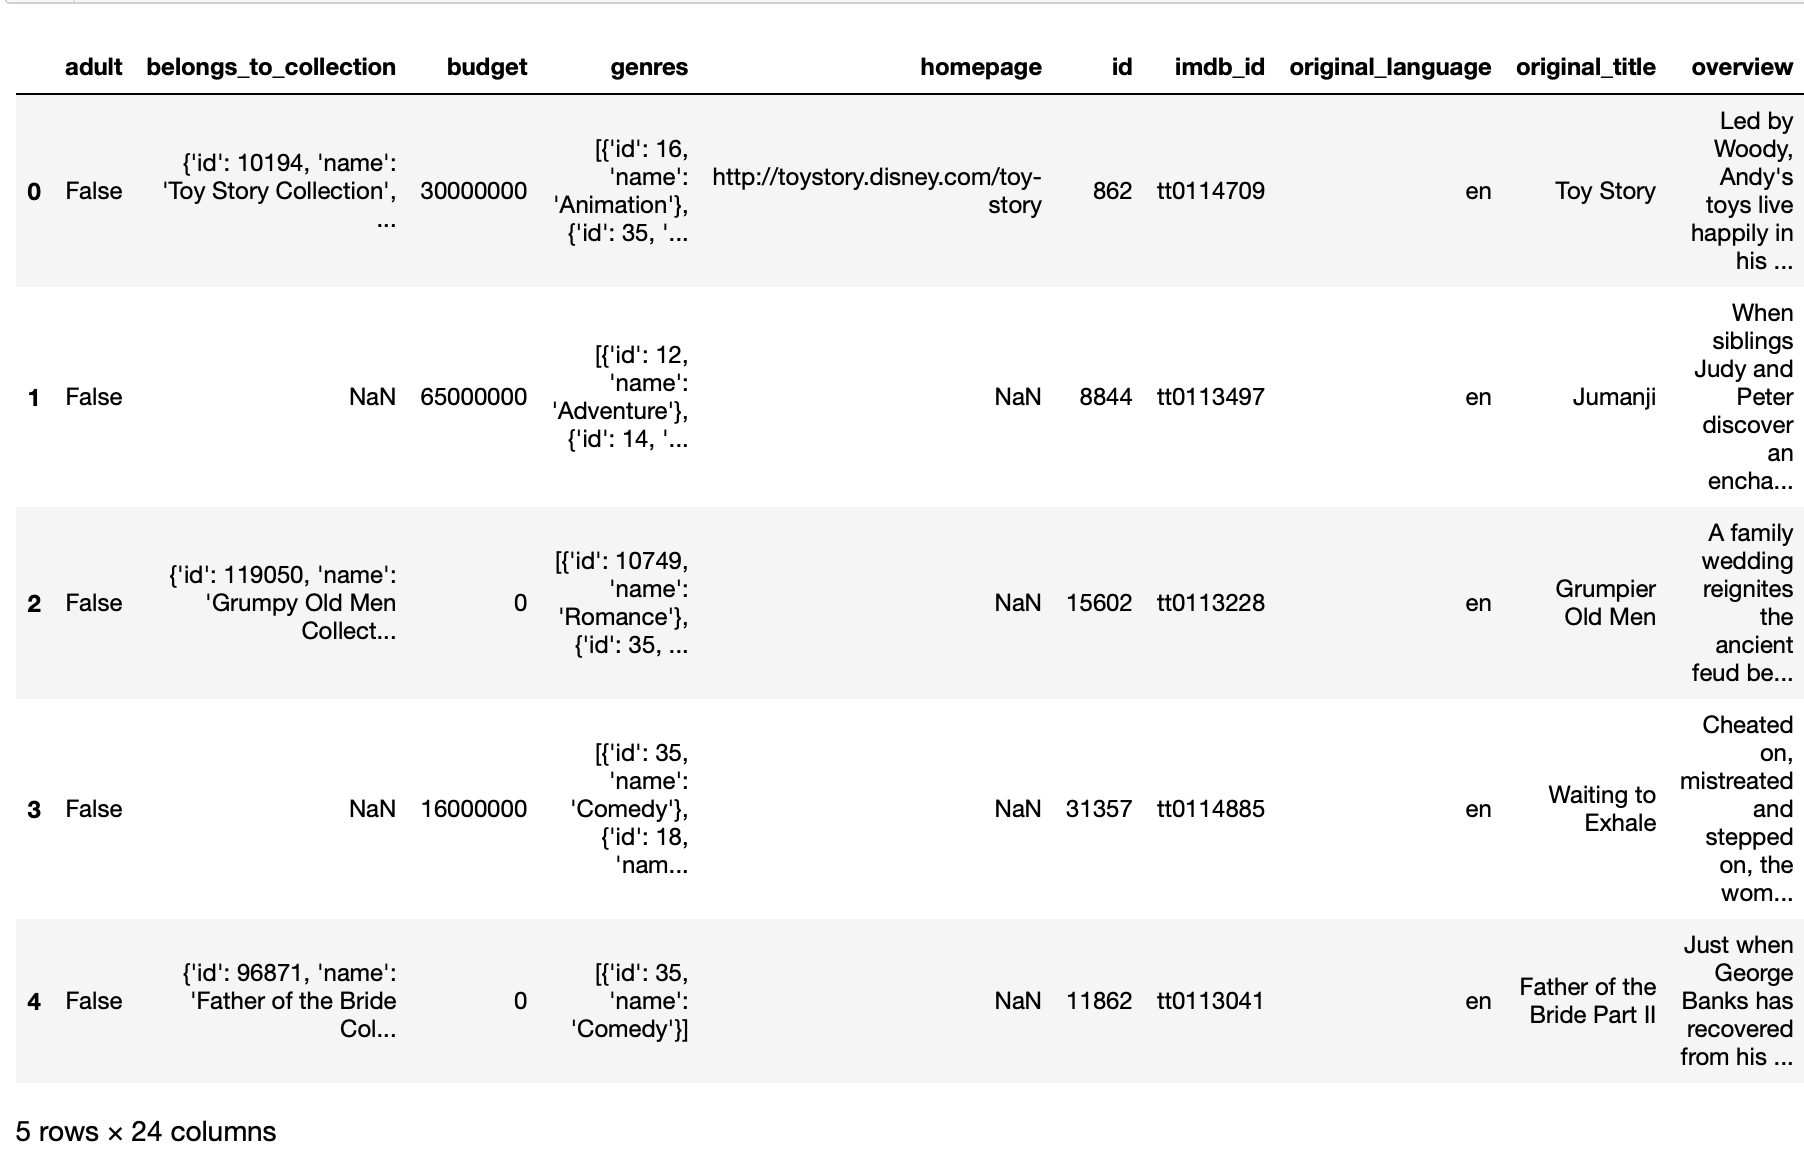 adult belongs_to_collection budget genres homepage id imdb_id original_language original_title overview
0 False {'id': 10194, 'name': 'Toy Story Collection', ... 30000000 [{'id': 16, 'name': 'Animation'}, {'id': 35, '... http://toystory.disney.com/toy-story 862 tt0114709 en Toy Story Led by Woody, Andy's toys live happily in his ...
1 False NaN 65000000 [{'id': 12, 'name': 'Adventure'}, {'id': 14, '... NaN 8844 tt0113497 en Jumanji When siblings Judy and Peter discover an encha...
2 False {'id': 119050, 'name': 'Grumpy Old Men Collect... 0 [{'id': 10749, 'name': 'Romance'}, {'id': 35, ... NaN 15602 tt0113228 en Grumpier Old Men A family wedding reignites the ancient feud be...
3 False NaN 16000000 [{'id': 35, 'name': 'Comedy'}, {'id': 18, 'nam... NaN 31357 tt0114885 en Waiting to Exhale Cheated on, mistreated and stepped on, the wom...
4 False {'id': 96871, 'name': 'Father of the Bride Col... 0 [{'id': 35, 'name': 'Comedy'}] NaN 11862 tt0113041 en Father of the Bride Part II Just when George Banks has recovered from his ...
5 rows × 24 columns